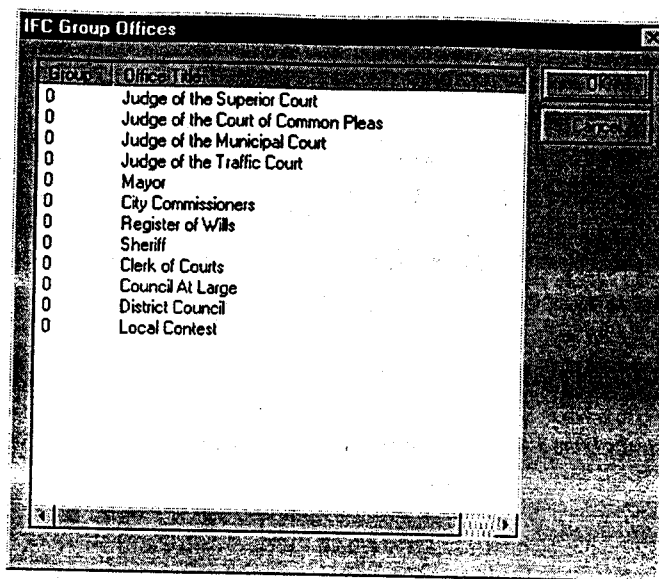 IFC Group Offices
Group Office Title
0 Judge of the Superior Court
0 Judge of the Court of Common Pleas
0 Judge of the Municipal Court
0 Judge of the Traffic Court
0 Mayor
0 City Commissioners
0 Register of Wills
0 Sheriff
0 Clerk of Courts
0 Council At Large
0 District Council
0 Local Contest
OK
Cancel